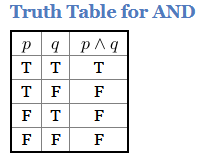 Truth Table for AND
p q p ∧ q
T T T
T F F
F T F
F F F